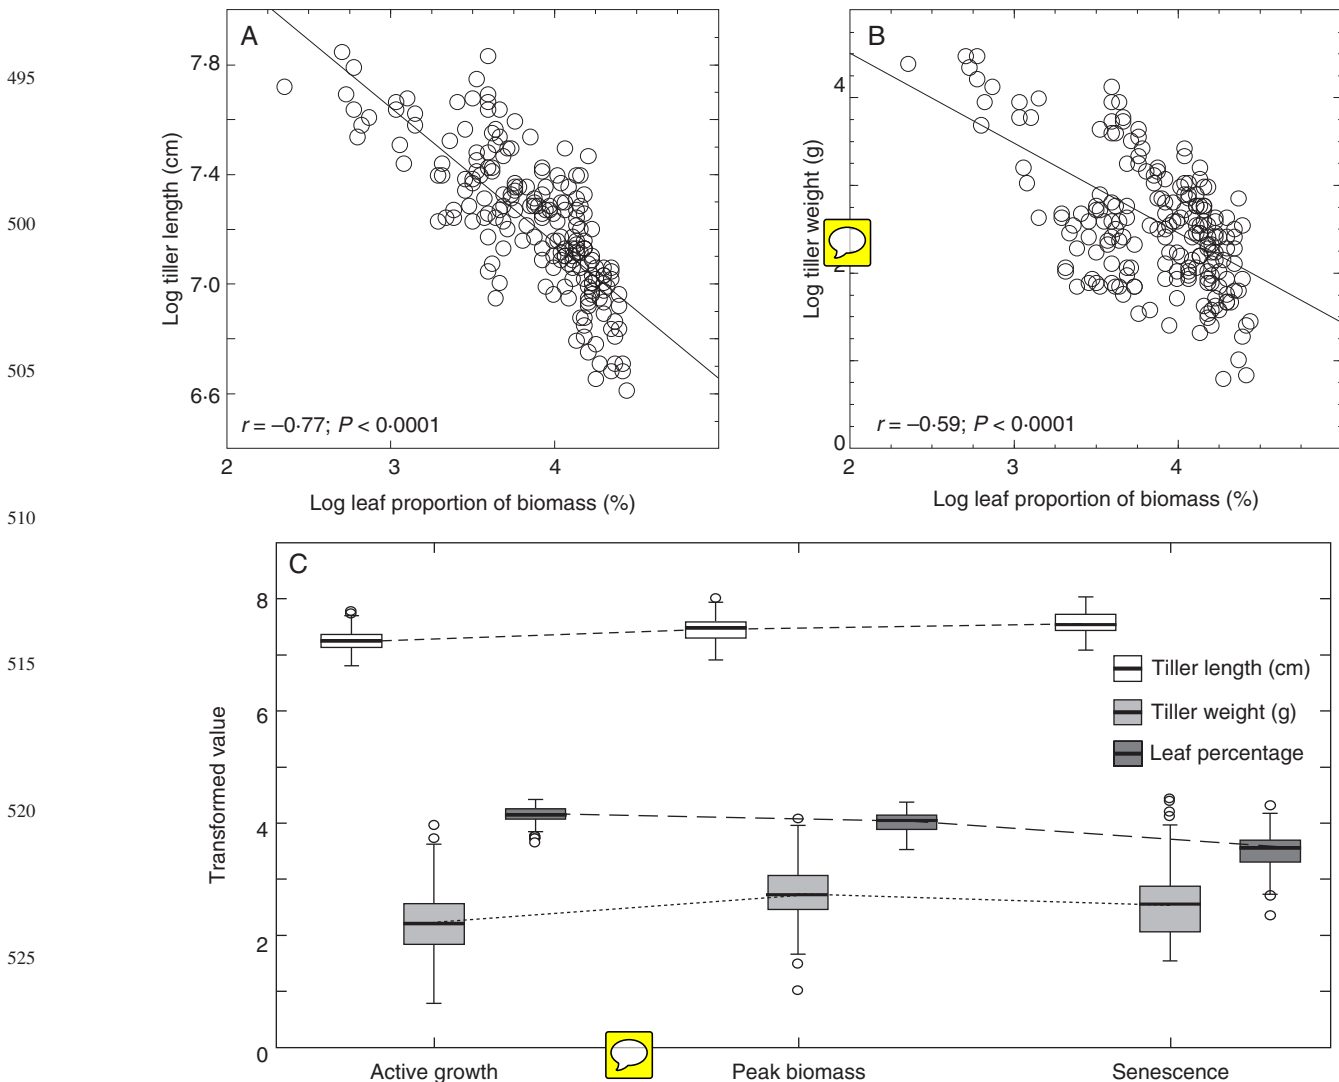 495
500
505
510
515
520
525
A
7·8
7·4
7·0
6·6
Log tiller length (cm)
r = –0·77; P < 0·0001
2 3 4
Log leaf proportion of biomass (%)
B
4
2
0
Log tiller weight (g)
r = –0·59; P < 0·0001
2 3 4
Log leaf proportion of biomass (%)
C
8
6
4
2
0
Transformed value
Tiller length (cm)
Tiller weight (g)
Leaf percentage
Active growth Peak biomass Senescence